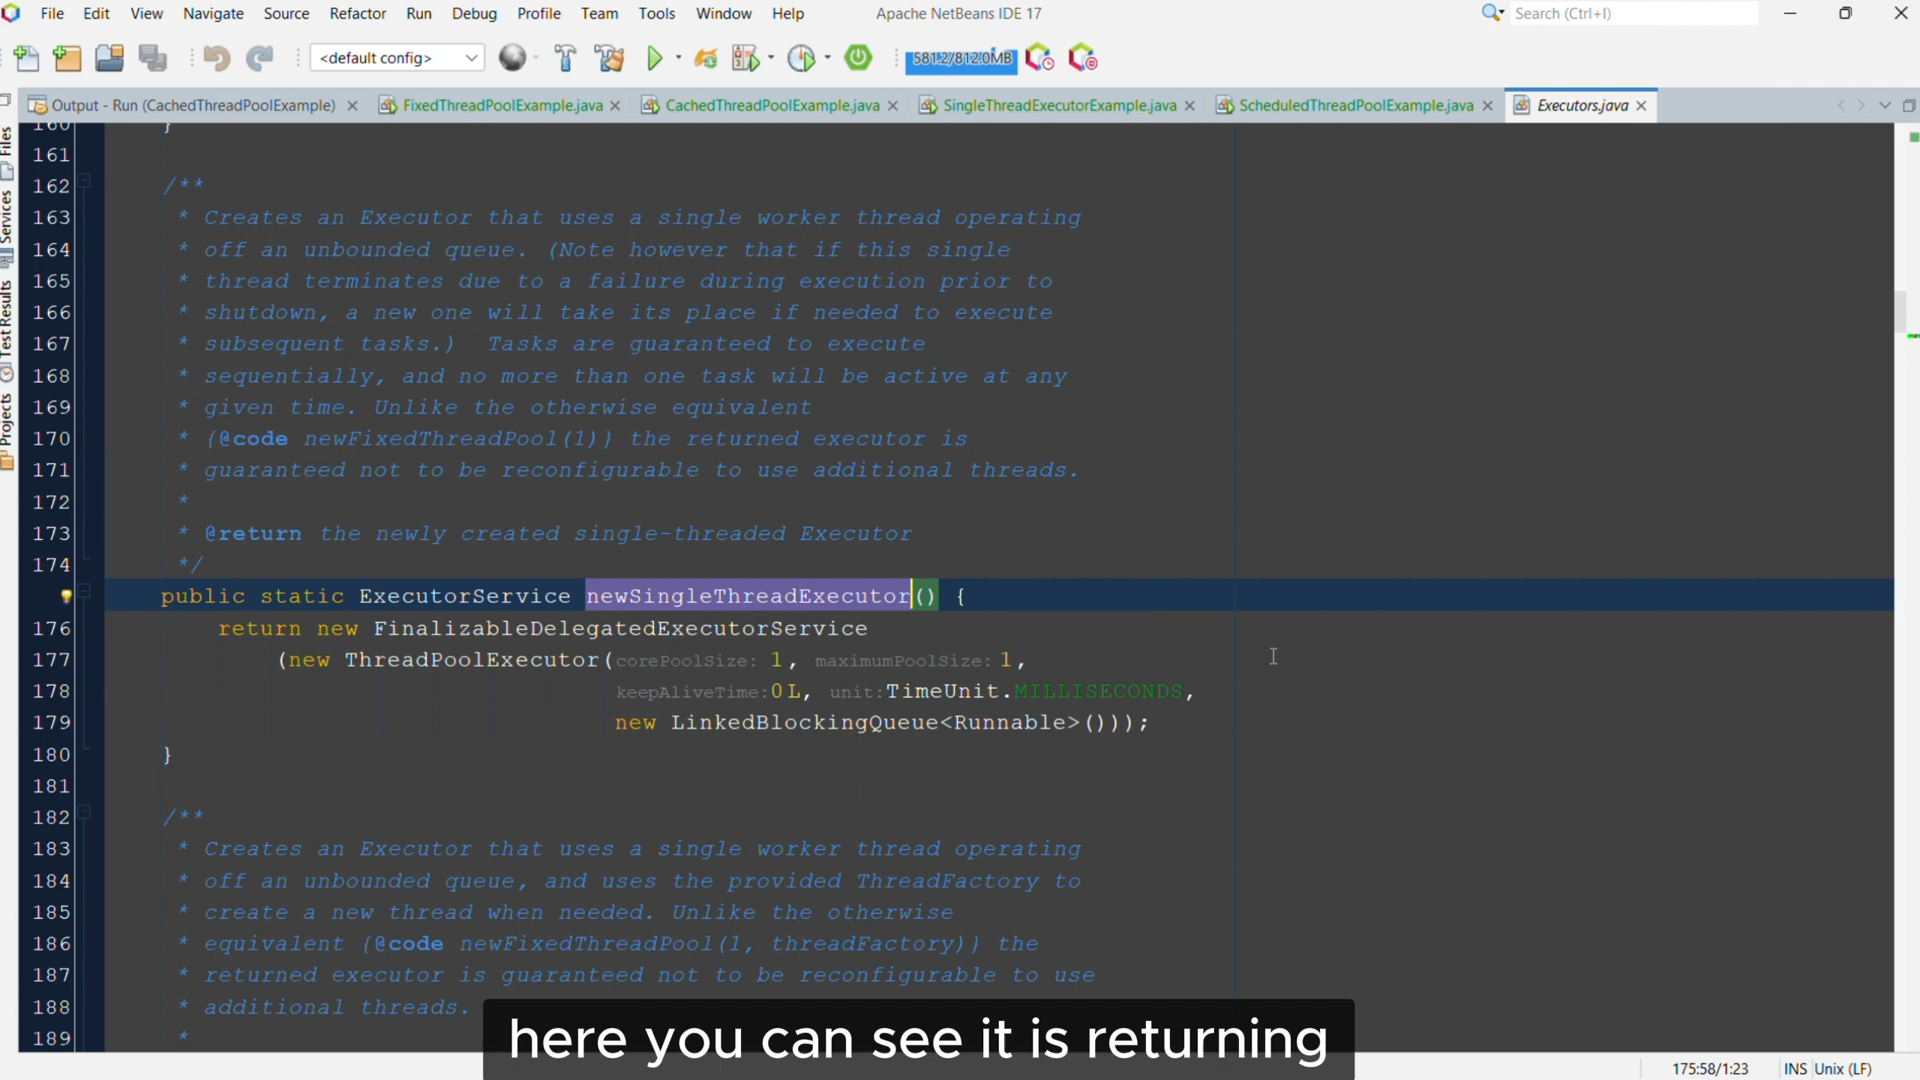 File Edit View Navigate Source Refactor Run Debug Profile Team Tools Window Help Apache NetBeans IDE 17 Search (Ctrl+I)
<default config> 581.2/812.0MB
Output - Run (CachedThreadPoolExample) FixedThreadPoolExample.java CachedThreadPoolExample.java SingleThreadExecutorExample.java ScheduledThreadPoolExample.java Executors.java
Files
Services
Test Results
Projects
160 }
161
162 /**
163 * Creates an Executor that uses a single worker thread operating
164 * off an unbounded queue. (Note however that if this single
165 * thread terminates due to a failure during execution prior to
166 * shutdown, a new one will take its place if needed to execute
167 * subsequent tasks.)  Tasks are guaranteed to execute
168 * sequentially, and no more than one task will be active at any
169 * given time. Unlike the otherwise equivalent
170 * {@code newFixedThreadPool(1)} the returned executor is
171 * guaranteed not to be reconfigurable to use additional threads.
172 *
173 * @return the newly created single-threaded Executor
174 */
public static ExecutorService newSingleThreadExecutor() {
176 return new FinalizableDelegatedExecutorService
177 (new ThreadPoolExecutor(corePoolSize: 1, maximumPoolSize: 1,
178 keepAliveTime:0L, unit:TimeUnit.MILLISECONDS,
179 new LinkedBlockingQueue<Runnable>()));
180 }
181
182 /**
183 * Creates an Executor that uses a single worker thread operating
184 * off an unbounded queue, and uses the provided ThreadFactory to
185 * create a new thread when needed. Unlike the otherwise
186 * equivalent {@code newFixedThreadPool(1, threadFactory)} the
187 * returned executor is guaranteed not to be reconfigurable to use
188 * additional threads.
189 *
here you can see it is returning
175:58/1:23 INS Unix (LF)